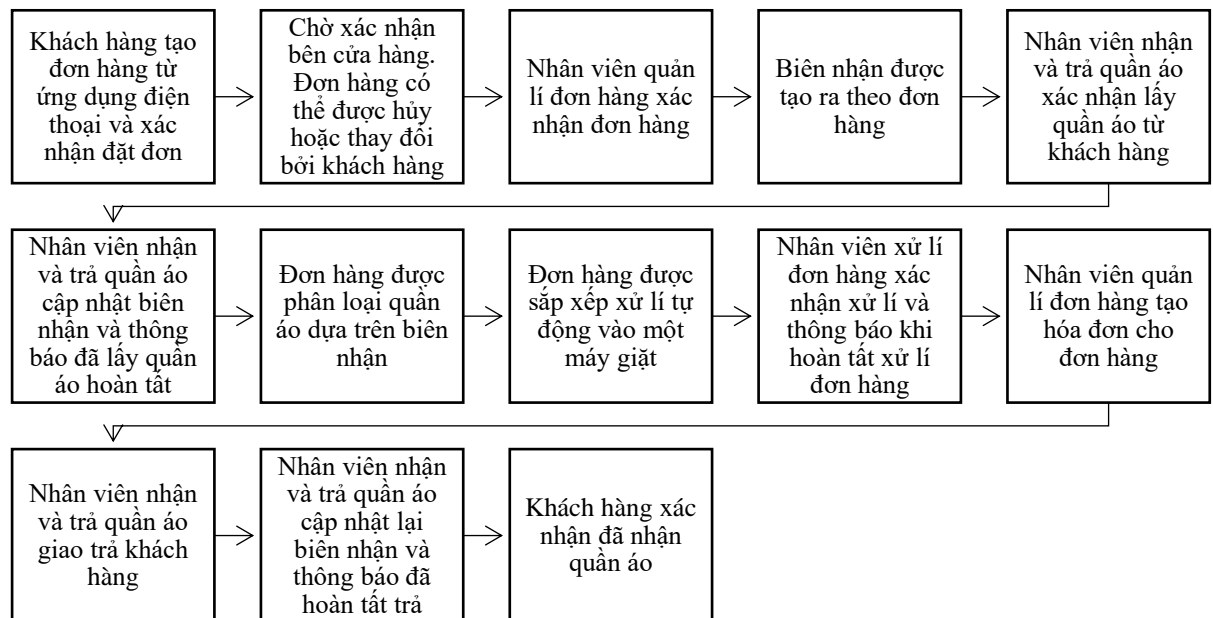 Khách hàng tạo
đơn hàng từ
ứng dụng điện
thoại và xác
nhận đặt đơn
Chờ xác nhận
bên cửa hàng.
Đơn hàng có
thể được hủy
hoặc thay đổi
bởi khách hàng
Nhân viên quản
lí đơn hàng xác
nhận đơn hàng
Biên nhận được
tạo ra theo đơn
hàng
Nhân viên nhận
và trả quần áo
xác nhận lấy
quần áo từ
khách hàng
Nhân viên nhận
và trả quần áo
cập nhật biên
nhận và thông
báo đã lấy quần
áo hoàn tất
Đơn hàng được
phân loại quần
áo dựa trên biên
nhận
Đơn hàng được
sắp xếp xử lí tự
động vào một
máy giặt
Nhân viên xử lí
đơn hàng xác
nhận xử lí và
thông báo khi
hoàn tất xử lí
đơn hàng
Nhân viên quản
lí đơn hàng tạo
hóa đơn cho
đơn hàng
Nhân viên nhận
và trả quần áo
giao trả khách
hàng
Nhân viên nhận
và trả quần áo
cập nhật lại
biên nhận và
thông báo đã
hoàn tất trả
Khách hàng xác
nhận đã nhận
quần áo